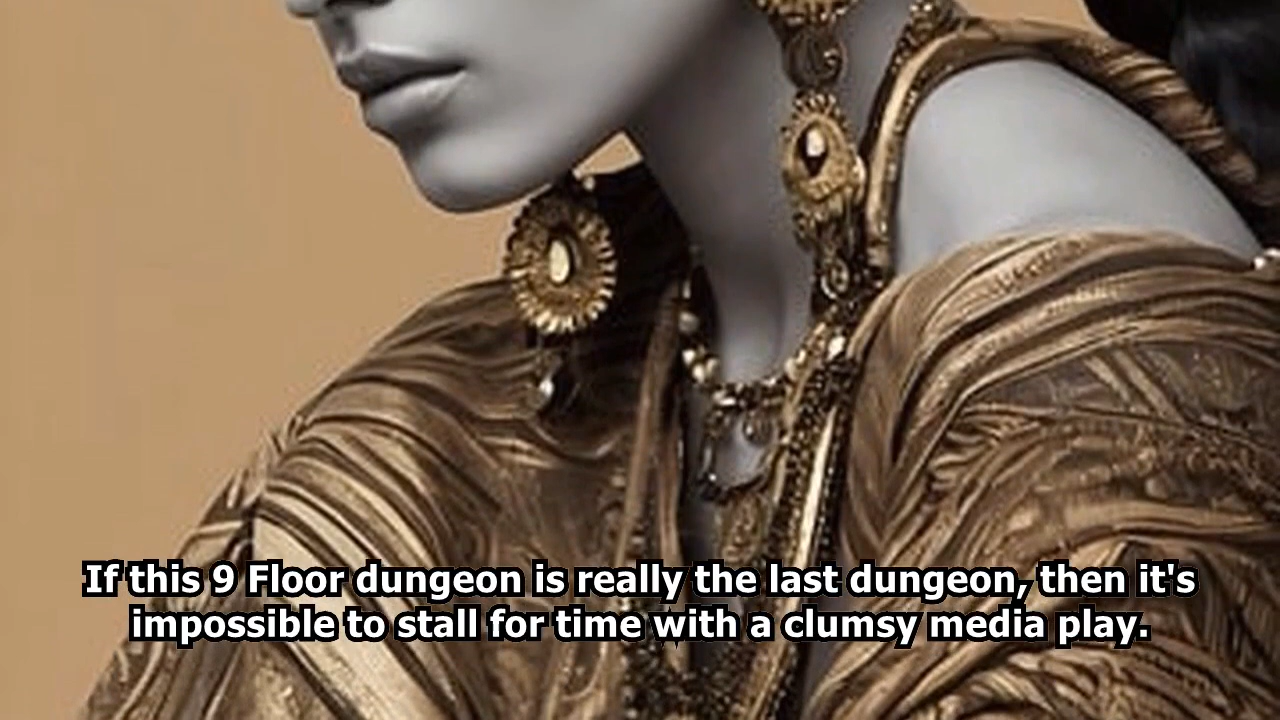 If this 9 Floor dungeon is really the last dungeon, then it's
impossible to stall for time with a clumsy media play.